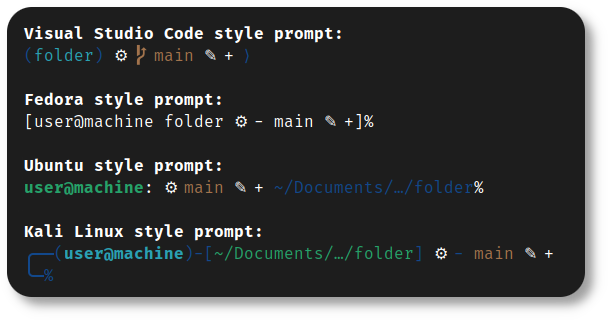 Visual Studio Code style prompt:
(folder) ⚙  main ✎ + ⟩
Fedora style prompt:
[user@machine folder ⚙ - main ✎ +]%
Ubuntu style prompt:
user@machine: ⚙ main ✎ + ~/Documents/…/folder%
Kali Linux style prompt:
╭──(user@machine)-[~/Documents/…/folder] ⚙ - main ✎ +
╰─%